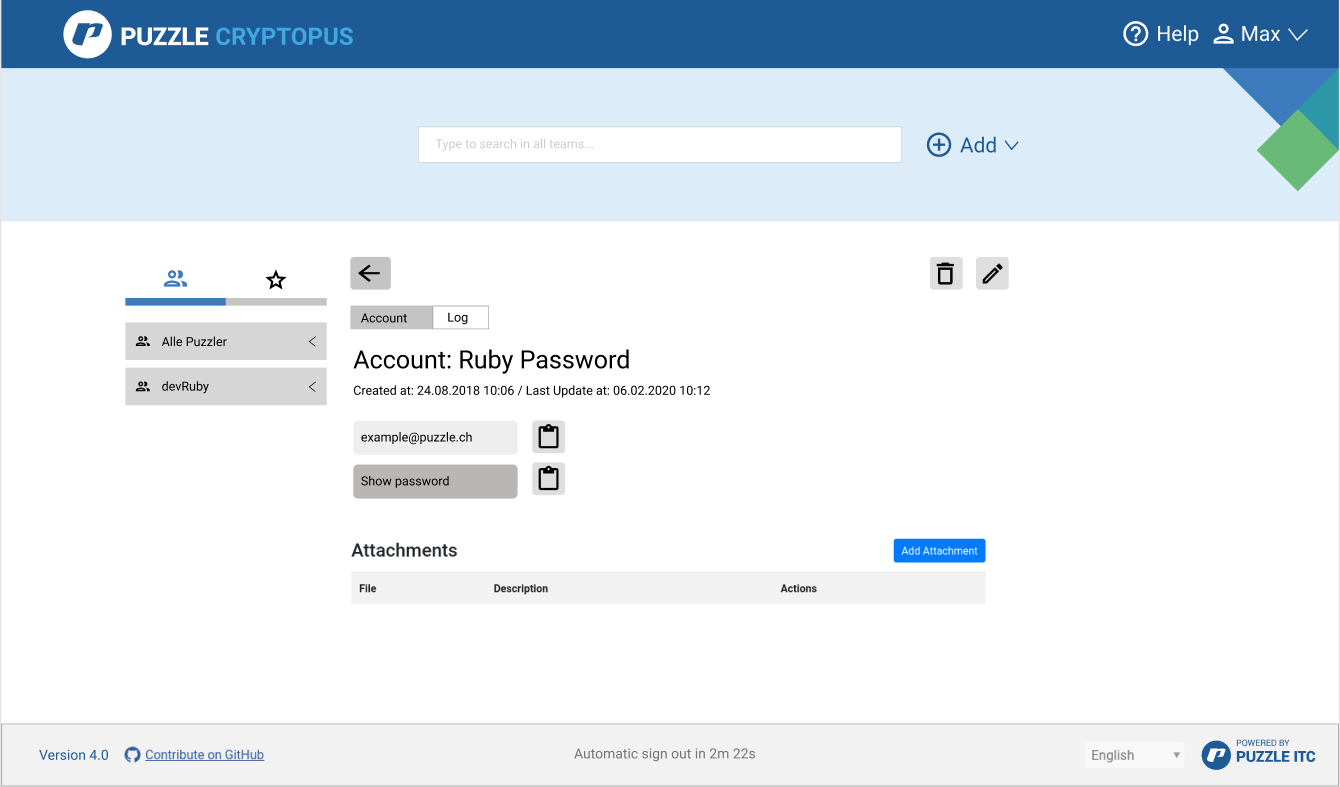 PUZZLE CRYPTOPUS
Help
Max
Type to search in all teams...
Add
Alle Puzzler
devRuby
Account
Log
Account: Ruby Password
Created at: 24.08.2018 10:06 / Last Update at: 06.02.2020 10:12
example@puzzle.ch
Show password
Attachments
Add Attachment
File Description Actions
Version 4.0
Contribute on GitHub
Automatic sign out in 2m 22s
English
POWERED BY
PUZZLE ITC